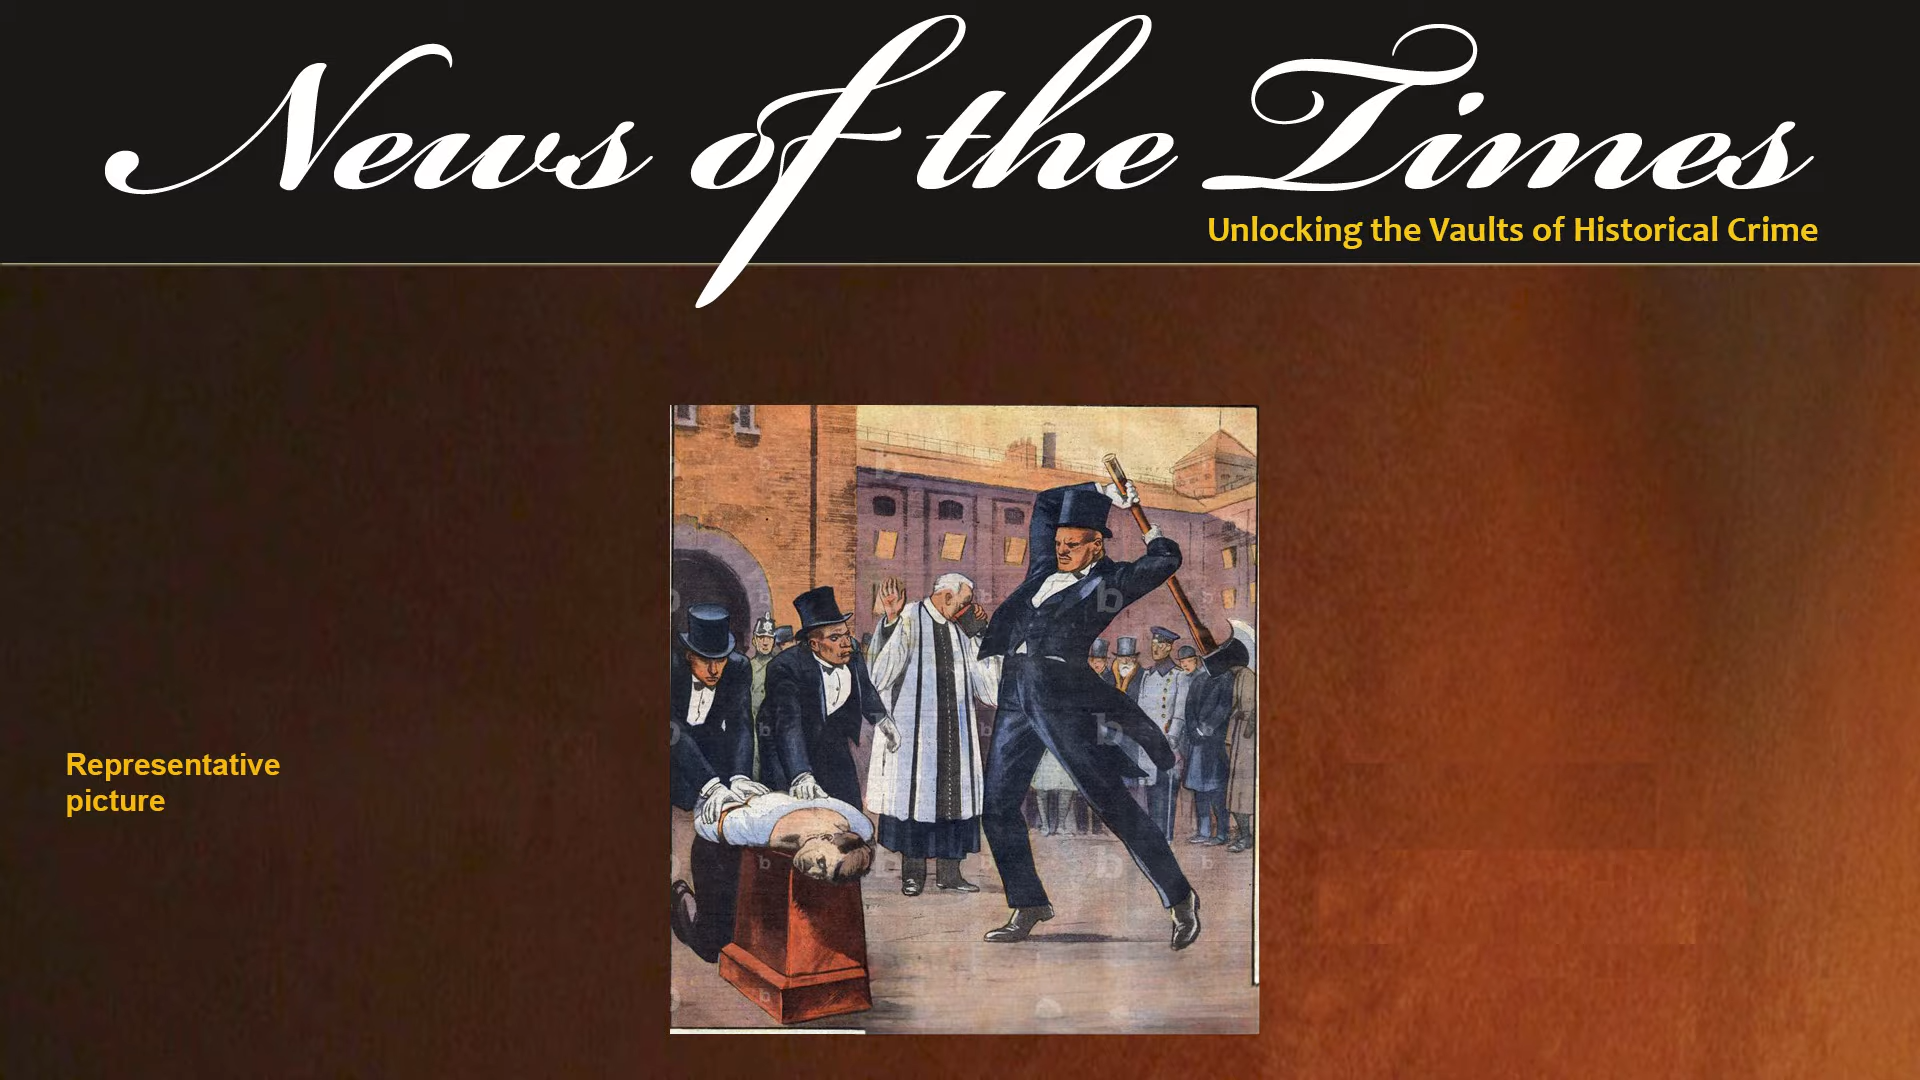 News of the Times
Unlocking the Vaults of Historical Crime
Representative
picture